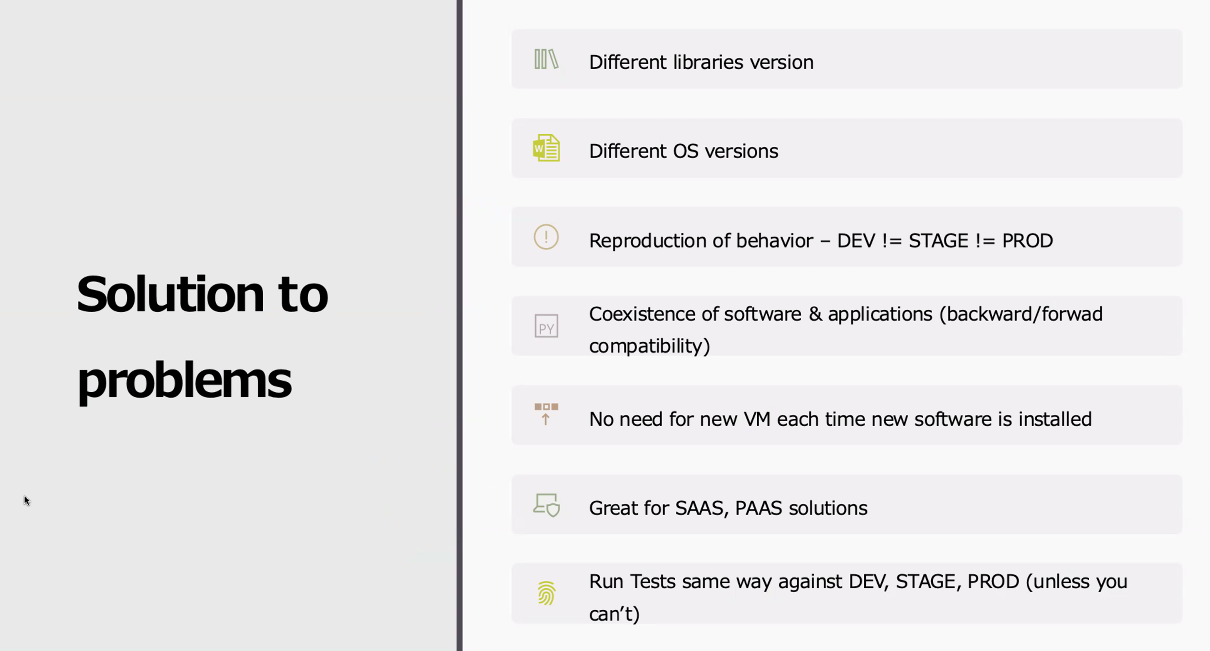 Solution to
problems
Different libraries version
W
Different OS versions
!
Reproduction of behavior – DEV != STAGE != PROD
PY
Coexistence of software & applications (backward/forwad
compatibility)
No need for new VM each time new software is installed
Great for SAAS, PAAS solutions
Run Tests same way against DEV, STAGE, PROD (unless you
can’t)